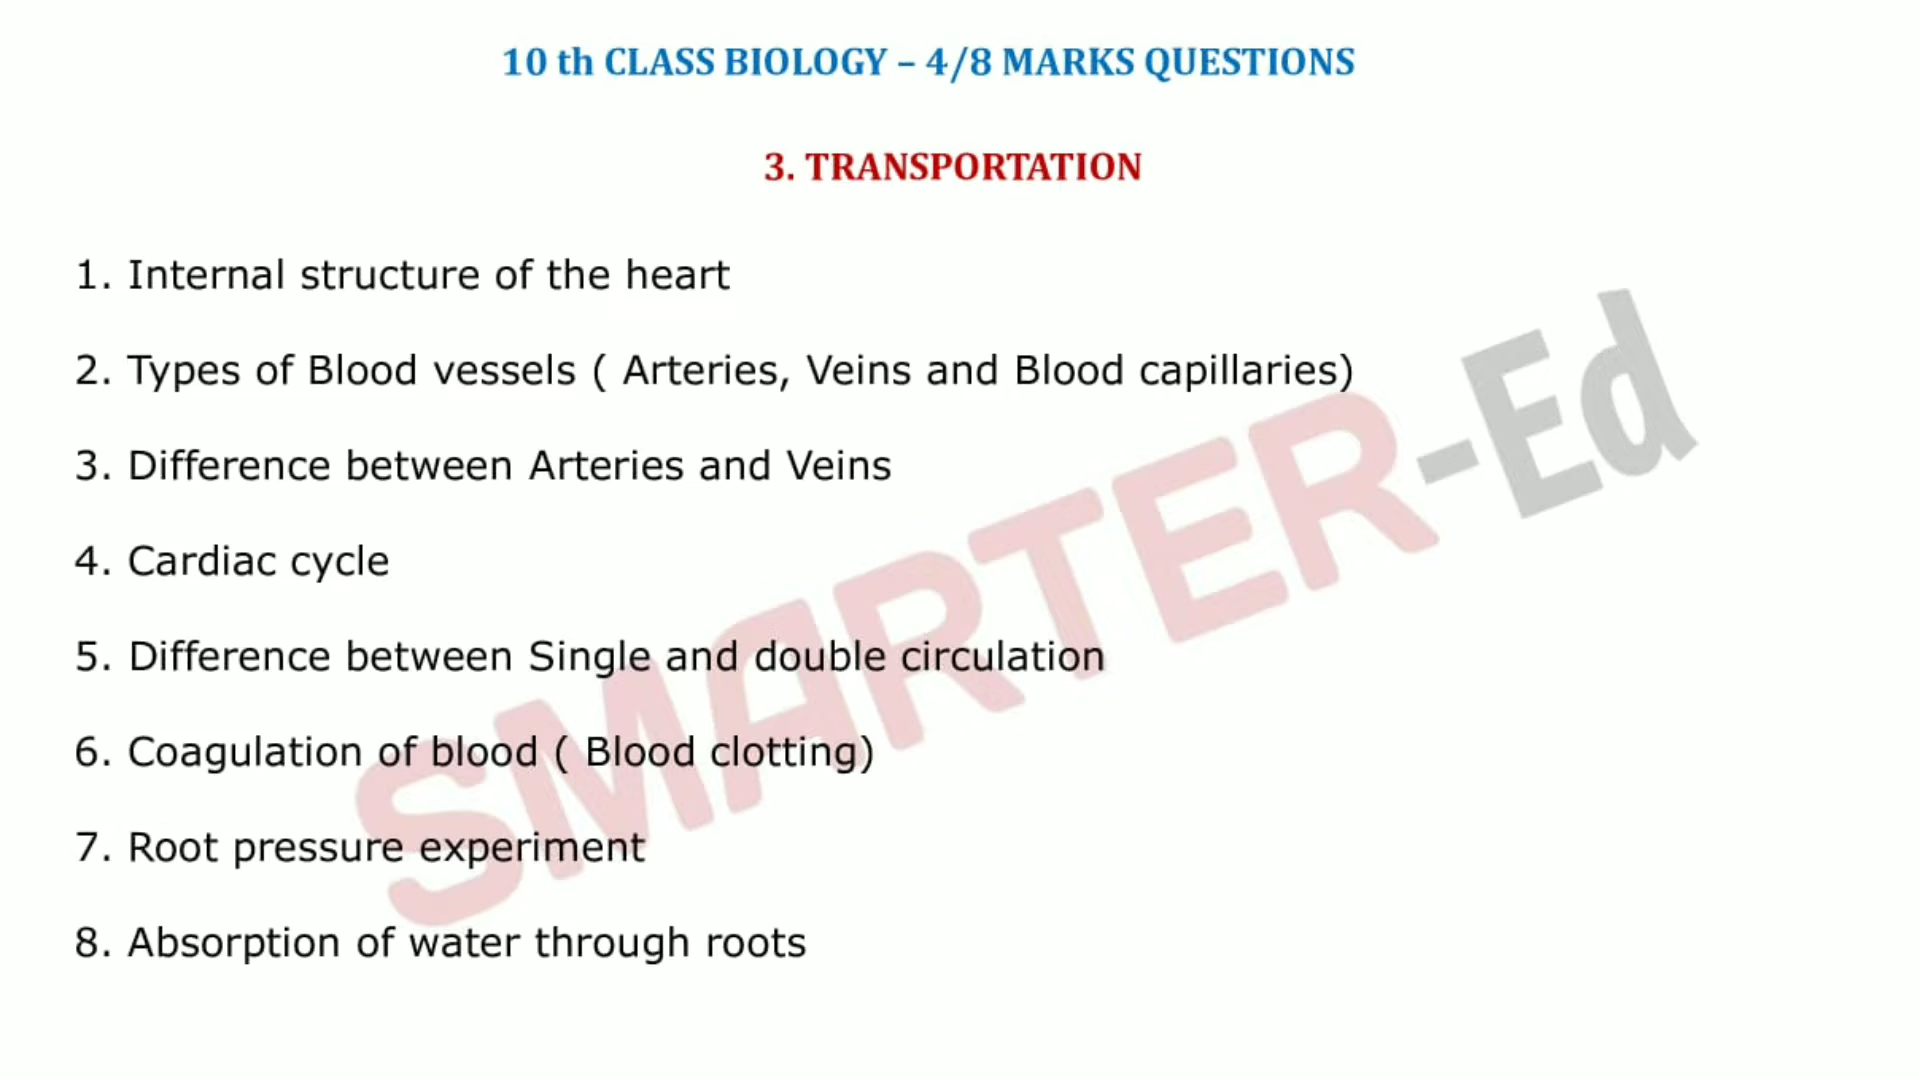 10 th CLASS BIOLOGY – 4/8 MARKS QUESTIONS
3. TRANSPORTATION
1. Internal structure of the heart
2. Types of Blood vessels ( Arteries, Veins and Blood capillaries)
3. Difference between Arteries and Veins
4. Cardiac cycle
5. Difference between Single and double circulation
6. Coagulation of blood ( Blood clotting)
7. Root pressure experiment
8. Absorption of water through roots
SMARTER-Ed